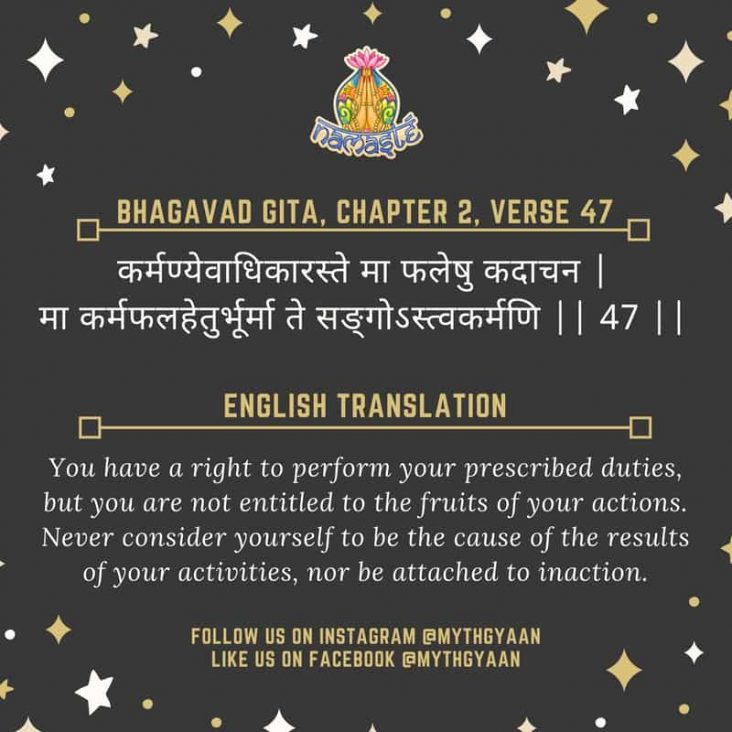 namasté
BHAGAVAD GITA, CHAPTER 2, VERSE 47
कर्मण्येवाधिकारस्ते मा फलेषु कदाचन |
मा कर्मफलहेतुर्भूर्मा ते सङ्गोऽस्त्वकर्मणि || 47 ||
ENGLISH TRANSLATION
You have a right to perform your prescribed duties,
but you are not entitled to the fruits of your actions.
Never consider yourself to be the cause of the results
of your activities, nor be attached to inaction.
FOLLOW US ON INSTAGRAM @MYTHGYAAN
LIKE US ON FACEBOOK @MYTHGYAAN